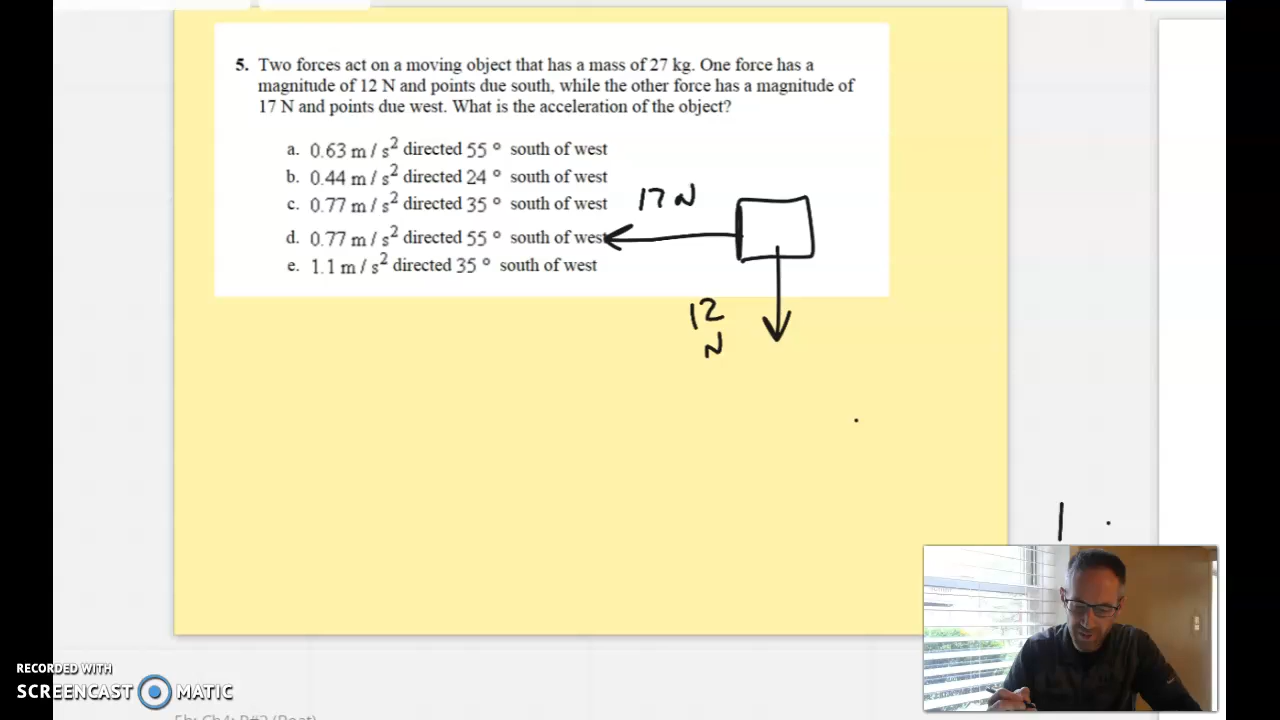 5. Two forces act on a moving object that has a mass of 27 kg. One force has a
magnitude of 12 N and points due south, while the other force has a magnitude of
17 N and points due west. What is the acceleration of the object?
a. 0.63 m / s² directed 55 ° south of west
b. 0.44 m / s² directed 24 ° south of west
c. 0.77 m / s² directed 35 ° south of west
d. 0.77 m / s² directed 55 ° south of west
e. 1.1 m / s² directed 35 ° south of west
17 N
12
N
RECORDED WITH
SCREENCAST MATIC